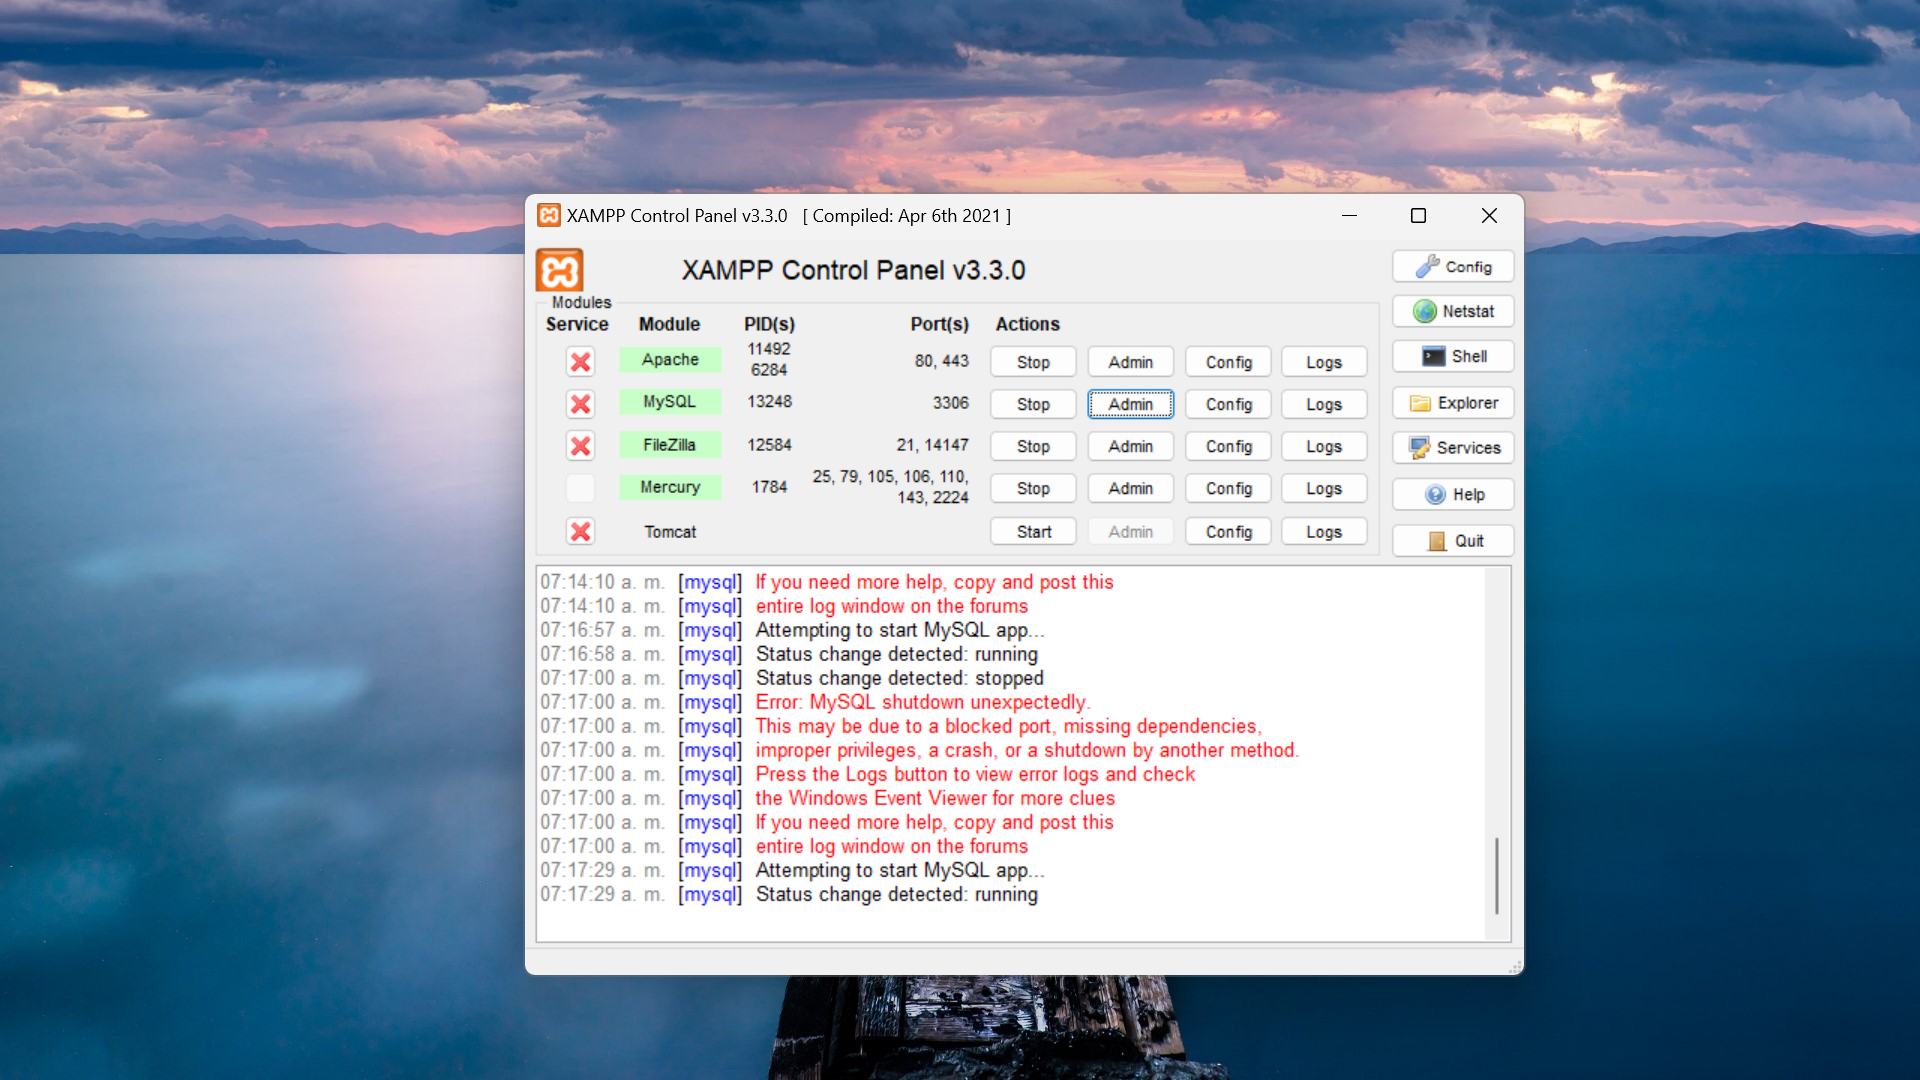 XAMPP Control Panel v3.3.0 [ Compiled: Apr 6th 2021 ]
XAMPP Control Panel v3.3.0
Config
Modules
Netstat
Service Module PID(s) Port(s) Actions
Apache 11492 6284 80, 443 Stop Admin Config Logs
Shell
MySQL 13248 3306 Stop Admin Config Logs
Explorer
FileZilla 12584 21, 14147 Stop Admin Config Logs
Services
Mercury 1784 25, 79, 105, 106, 110, 143, 2224 Stop Admin Config Logs
Help
Tomcat Start Admin Config Logs
Quit
07:14:10 a. m. [mysql] If you need more help, copy and post this
07:14:10 a. m. [mysql] entire log window on the forums
07:16:57 a. m. [mysql] Attempting to start MySQL app...
07:16:58 a. m. [mysql] Status change detected: running
07:17:00 a. m. [mysql] Status change detected: stopped
07:17:00 a. m. [mysql] Error: MySQL shutdown unexpectedly.
07:17:00 a. m. [mysql] This may be due to a blocked port, missing dependencies,
07:17:00 a. m. [mysql] improper privileges, a crash, or a shutdown by another method.
07:17:00 a. m. [mysql] Press the Logs button to view error logs and check
07:17:00 a. m. [mysql] the Windows Event Viewer for more clues
07:17:00 a. m. [mysql] If you need more help, copy and post this
07:17:00 a. m. [mysql] entire log window on the forums
07:17:29 a. m. [mysql] Attempting to start MySQL app...
07:17:29 a. m. [mysql] Status change detected: running